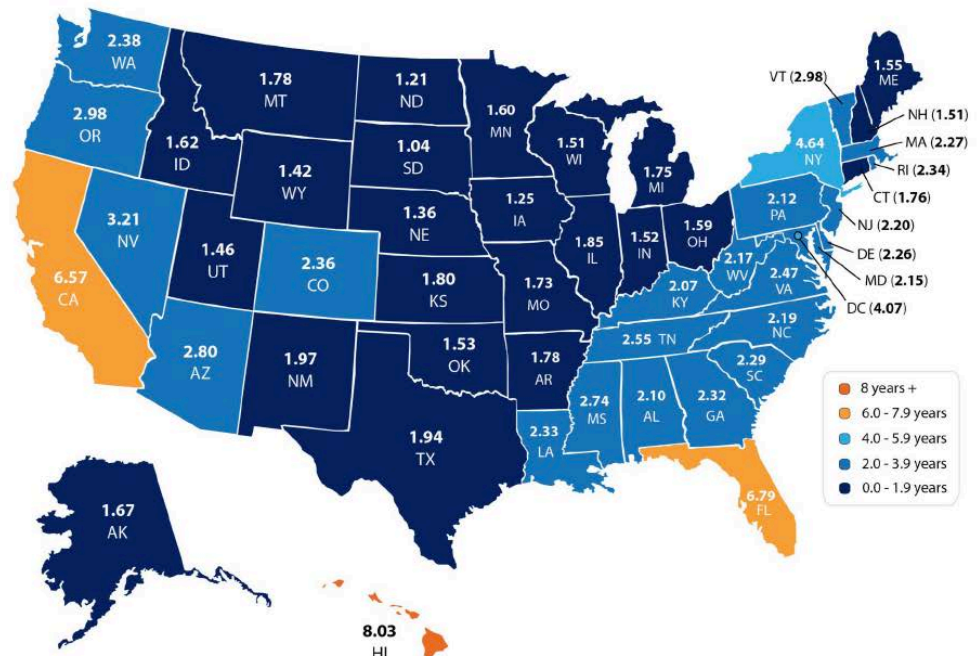 2.38
WA
2.98
OR
6.57
CA
3.21
NV
1.62
ID
1.78
MT
1.42
WY
1.46
UT
2.36
CO
2.80
AZ
1.97
NM
1.21
ND
1.04
SD
1.36
NE
1.80
KS
1.53
OK
1.94
TX
1.60
MN
1.25
IA
1.73
MO
1.78
AR
2.33
LA
1.51
WI
1.85
IL
1.75
MI
1.52
IN
1.59
OH
2.07
KY
2.55 TN
2.74
MS
2.10
AL
2.32
GA
6.79
FL
2.29
SC
2.19
NC
2.47
VA
2.17
WV
2.12
PA
4.64
NY
1.55
ME
VT (2.98)
NH (1.51)
MA (2.27)
RI (2.34)
CT (1.76)
NJ (2.20)
DE (2.26)
MD (2.15)
DC (4.07)
8 years +
6.0 - 7.9 years
4.0 - 5.9 years
2.0 - 3.9 years
0.0 - 1.9 years
1.67
AK
8.03
HI